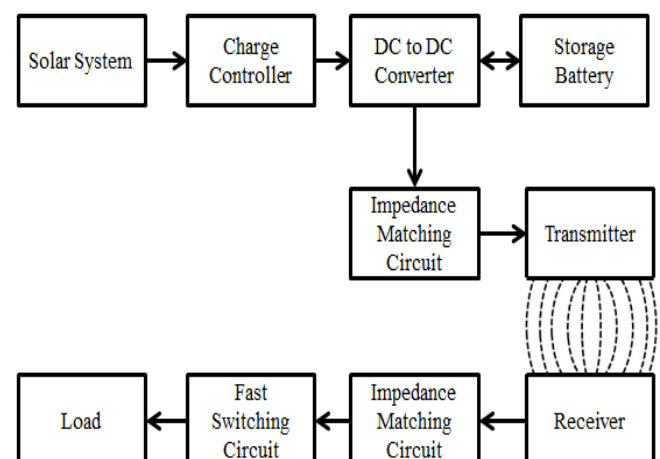 Solar System
Charge
Controller
DC to DC
Converter
Storage
Battery
Impedance
Matching
Circuit
Transmitter
Load
Fast
Switching
Circuit
Impedance
Matching
Circuit
Receiver